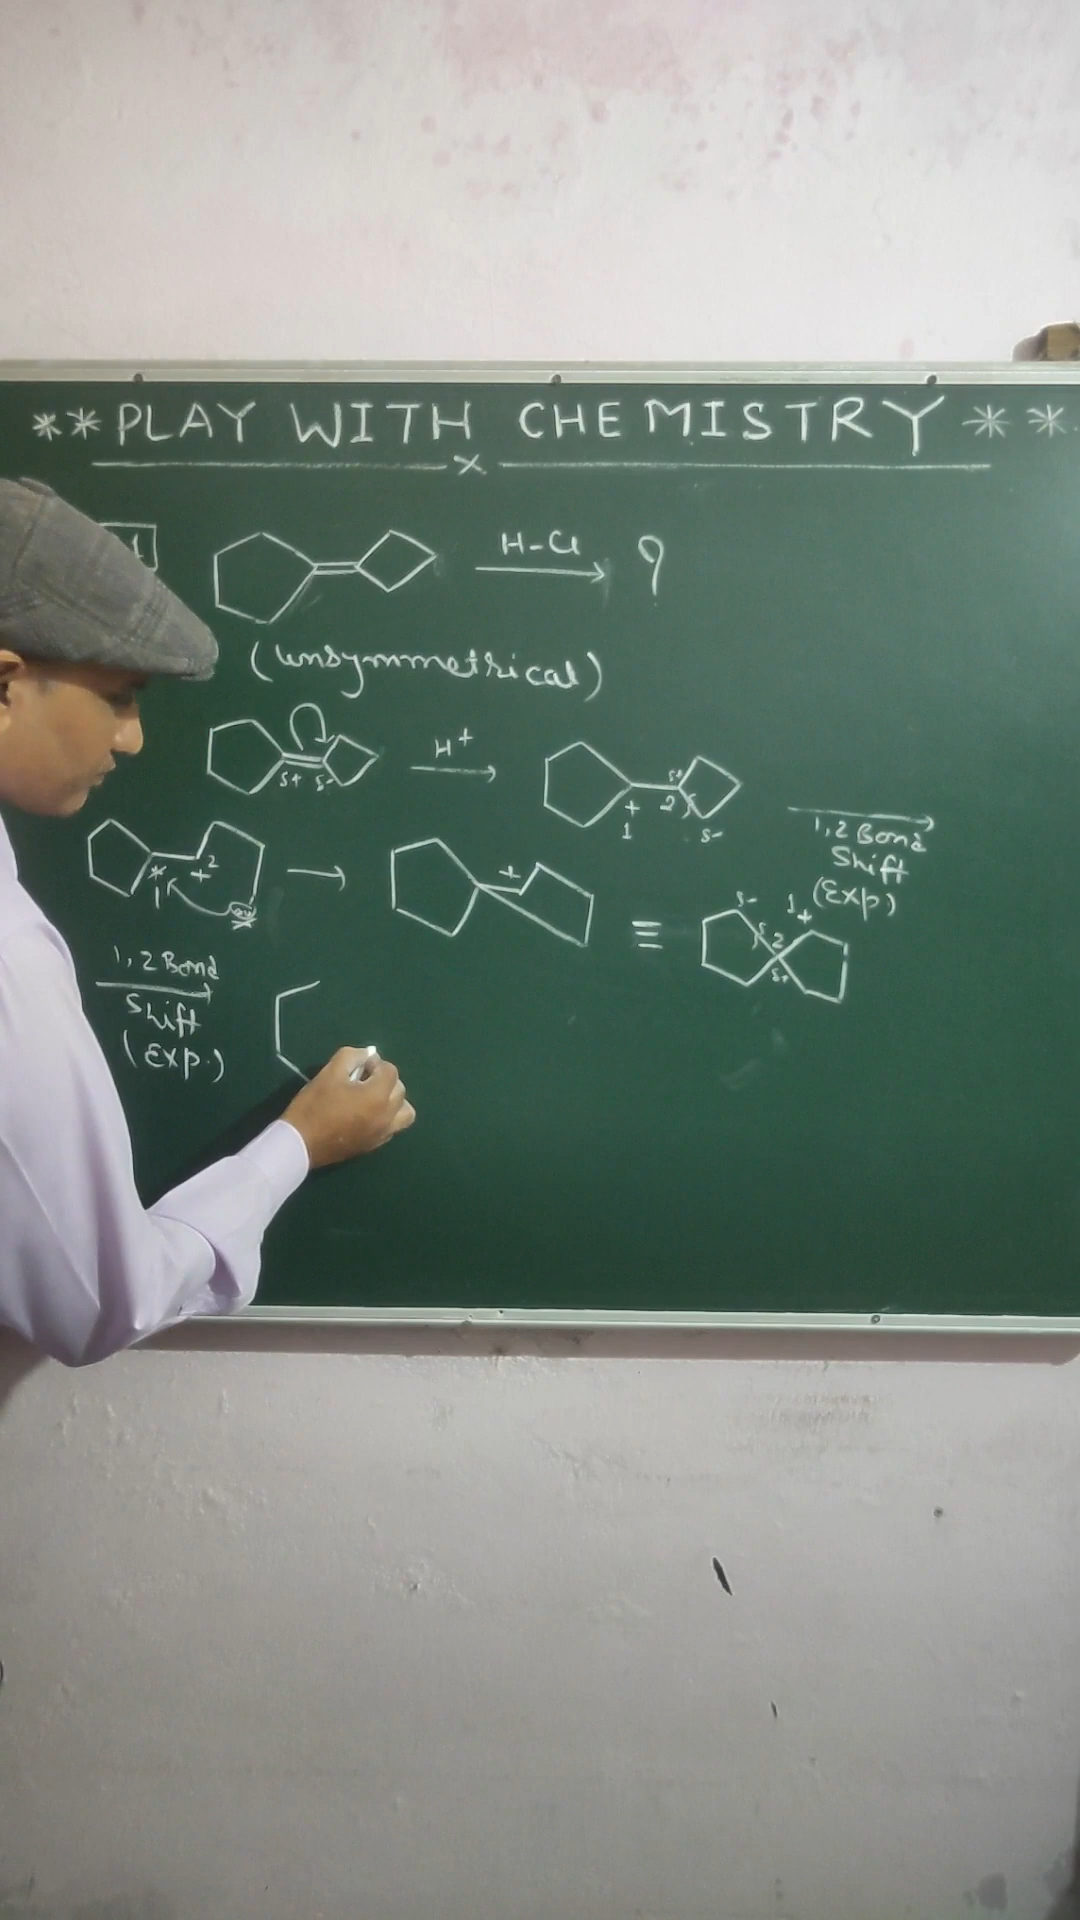 ** PLAY WITH CHEMISTRY **
x
1
H-Cl
?
(unsymmetrical)
δ+ δ-
H+
+
1
δ+
2
δ-
1,2 Bond
Shift
(Exp)
*
1
+2
+
≡
δ-
1 +
2
δ+
1,2 Bond
Shift
(Exp.)